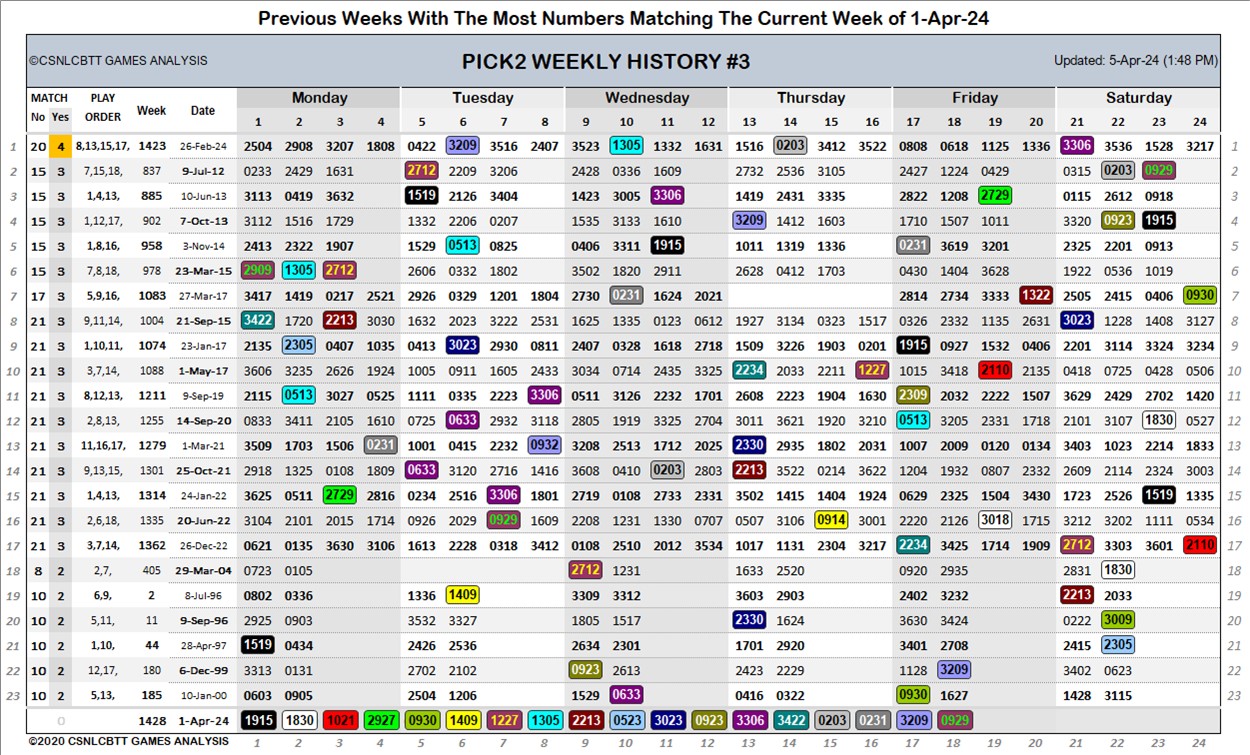 Previous Weeks With The Most Numbers Matching The Current Week of 1-Apr-24
©CSNLCBTT GAMES ANALYSIS PICK2 WEEKLY HISTORY #3 Updated: 5-Apr-24 (1:48 PM)
MATCH PLAY Week Date Monday Tuesday Wednesday Thursday Friday Saturday
No Yes ORDER 1 2 3 4 5 6 7 8 9 10 11 12 13 14 15 16 17 18 19 20 21 22 23 24
1 20 4 8,13,15,17, 1423 26-Feb-24 2504 2908 3207 1808 0422 3209 3516 2407 3523 1305 1332 1631 1516 0203 3412 3522 0808 0618 1125 1336 3306 3536 1528 3217 1
2 15 3 7,15,18, 837 9-Jul-12 0233 2429 1631 2712 2209 3206 2428 0336 1609 2732 2536 3105 2427 1224 0429 0315 0203 0929 2
3 15 3 1,4,13, 885 10-Jun-13 3113 0419 3632 1519 2126 3404 1423 3005 3306 1419 2431 3335 2822 1208 2729 0115 2612 0918 3
4 15 3 1,12,17, 902 7-Oct-13 3112 1516 1729 1332 2206 0207 1535 3133 1610 3209 1412 1603 1710 1507 1011 3320 0923 1915 4
5 15 3 1,8,16, 958 3-Nov-14 2413 2322 1907 1529 0513 0825 0406 3311 1915 1011 1319 1336 0231 3619 3201 2325 2201 0913 5
6 15 3 7,8,18, 978 23-Mar-15 2909 1305 2712 2606 0332 1802 3502 1820 2911 2628 0412 1703 0430 1404 3628 1922 0536 1019 6
7 17 3 5,9,16, 1083 27-Mar-17 3417 1419 0217 2521 2926 0329 1201 1804 2730 0231 1624 2021 2814 2734 3333 1322 2505 2415 0406 0930 7
8 21 3 9,11,14, 1004 21-Sep-15 3422 1720 2213 3030 1632 2023 3222 2531 1625 1335 0125 0612 1927 3134 0323 1517 0326 2332 1135 2631 3023 1228 1408 3127 8
9 21 3 1,10,11, 1074 23-Jan-17 2135 2305 0407 1035 0413 3023 2930 0811 2407 0328 1618 2718 1509 3226 1903 0201 1915 0927 1532 0406 2201 3114 3324 3234 9
10 21 3 3,7,14, 1088 1-May-17 3606 3235 2626 1924 1005 0911 1605 2433 3034 0714 2435 3325 2234 2033 2211 1227 1015 3418 2110 2135 0418 0725 0428 0506 10
11 21 3 8,12,13, 1211 9-Sep-19 2115 0513 3027 0525 1111 0335 2223 3306 0511 3126 2232 1701 2608 2223 1904 1630 2309 2032 2222 1507 3629 2429 2702 1420 11
12 21 3 2,8,13, 1255 14-Sep-20 0833 3411 2105 1610 0725 0633 2932 3118 2805 1919 3325 2704 3011 3621 1920 3210 0513 3205 2331 1718 2101 3107 1830 0527 12
13 21 3 11,16,17, 1279 1-Mar-21 3509 1703 1506 0231 1001 0415 2232 0932 3208 2513 1712 2025 2330 2935 1802 2031 1007 2009 0120 0134 3403 1023 2214 1833 13
14 21 3 9,13,15, 1301 25-Oct-21 2918 1325 0108 1809 0633 3120 2716 1416 3608 0410 0203 2803 2213 3522 0214 3622 1204 1932 0807 2332 2609 2114 2324 3003 14
15 21 3 1,4,13, 1314 24-Jan-22 3625 0511 2729 2816 0234 2516 3306 1801 2719 0108 2733 2331 3502 1415 1404 1924 0629 2325 1504 3430 1723 2526 1519 1335 15
16 21 3 2,6,18, 1335 20-Jun-22 3104 2101 2015 1714 0926 2029 0929 1609 2208 1231 1330 0707 0507 3106 0914 3001 2220 2126 3018 1715 3212 3202 1111 0534 16
17 21 3 3,7,14, 1362 26-Dec-22 0621 0135 3630 3106 1613 2228 0318 3412 0108 2510 2012 3534 1017 1131 2304 3217 2234 3425 1714 1909 2712 3303 3601 2110 17
18 8 2 2,7, 405 29-Mar-04 0723 0105 2712 1231 1633 2520 0920 2935 2831 1830 18
19 10 2 6,9, 2 8-Jul-96 0802 0336 1336 1409 3309 3312 3603 2903 2402 3232 2213 2033 19
20 10 2 5,11, 11 9-Sep-96 2925 0903 3532 3327 1805 1517 2330 1624 3630 3424 0222 3009 20
21 10 2 1,10, 44 28-Apr-97 1519 0434 2426 2536 2634 2301 1701 2920 3401 2708 2415 2305 21
22 10 2 12,17, 180 6-Dec-99 3313 0131 2702 2102 0923 2613 2423 2229 1128 3209 3402 0623 22
23 10 2 5,13, 185 10-Jan-00 0603 0905 2504 1206 1529 0633 0416 0322 0930 1627 1428 3115 23
0 1428 1-Apr-24 1915 1830 1021 2927 0930 1409 1227 1305 2213 0523 3023 0923 3306 3422 0203 0231 3209 0929
©2020 CSNLCBTT GAMES ANALYSIS 1 2 3 4 5 6 7 8 9 10 11 12 13 14 15 16 17 18 19 20 21 22 23 24